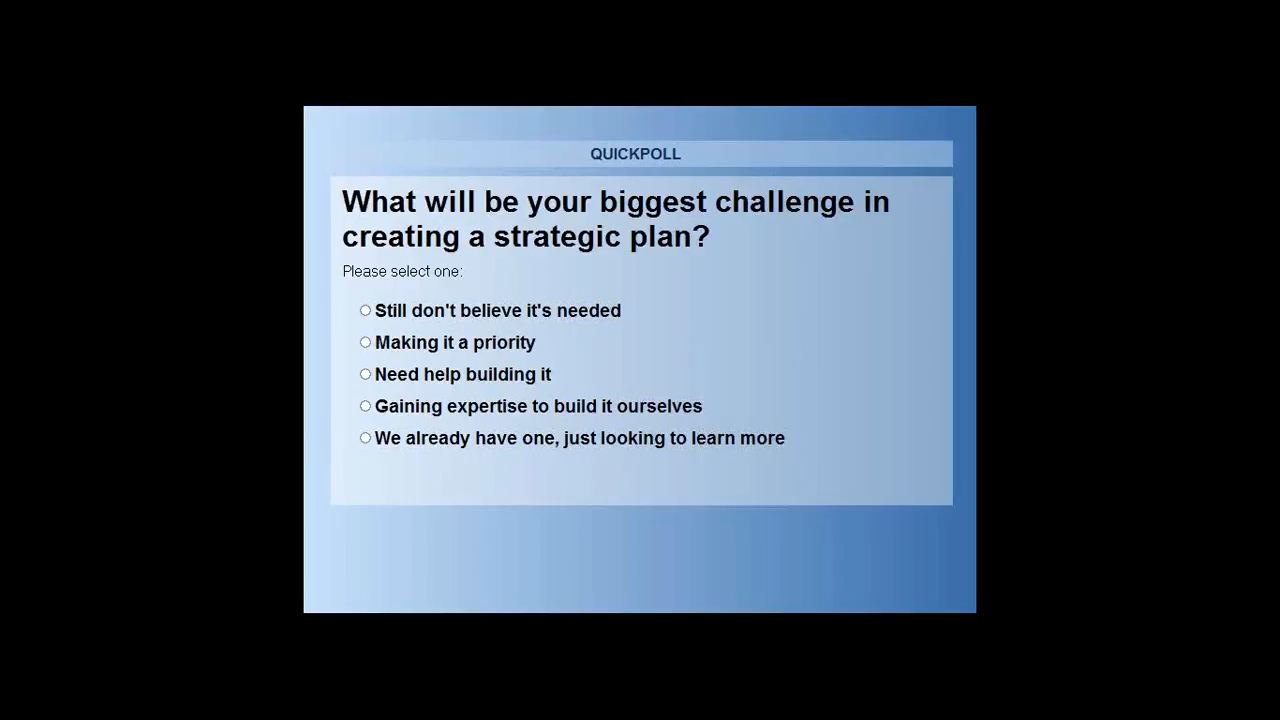 QUICKPOLL
What will be your biggest challenge in
creating a strategic plan?
Please select one:
Still don't believe it's needed
Making it a priority
Need help building it
Gaining expertise to build it ourselves
We already have one, just looking to learn more